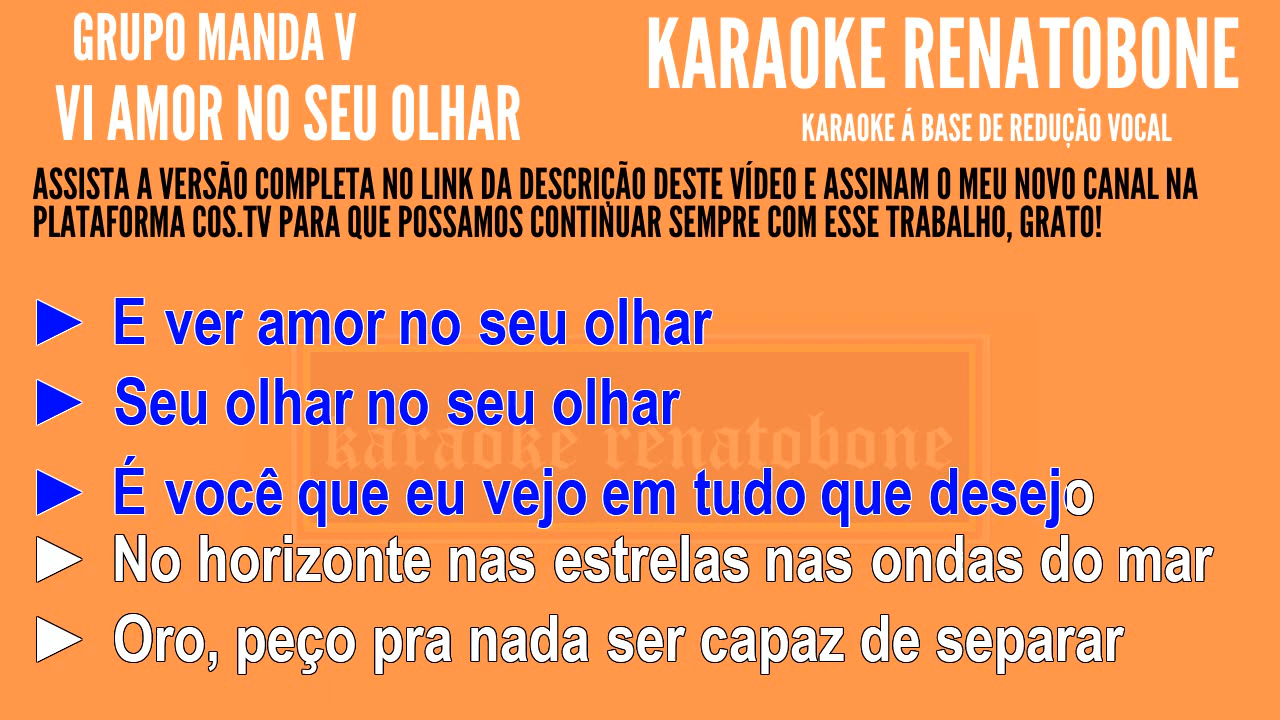 GRUPO MANDA V
VI AMOR NO SEU OLHAR
KARAOKE RENATOBONE
KARAOKE Á BASE DE REDUÇÃO VOCAL
ASSISTA A VERSÃO COMPLETA NO LINK DA DESCRIÇÃO DESTE VÍDEO E ASSINAM O MEU NOVO CANAL NA
PLATAFORMA COS.TV PARA QUE POSSAMOS CONTINUAR SEMPRE COM ESSE TRABALHO, GRATO!
► E ver amor no seu olhar
► Seu olhar no seu olhar
karaoke renatobone
► É você que eu vejo em tudo que desejo
► No horizonte nas estrelas nas ondas do mar
► Oro, peço pra nada ser capaz de separar